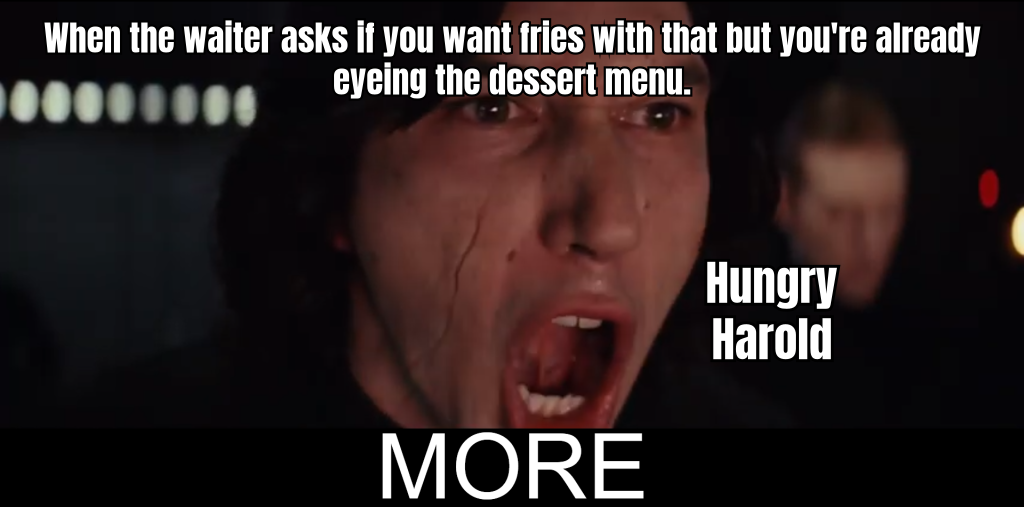 When the waiter asks if you want fries with that but you're already
eyeing the dessert menu.
Hungry
Harold
MORE